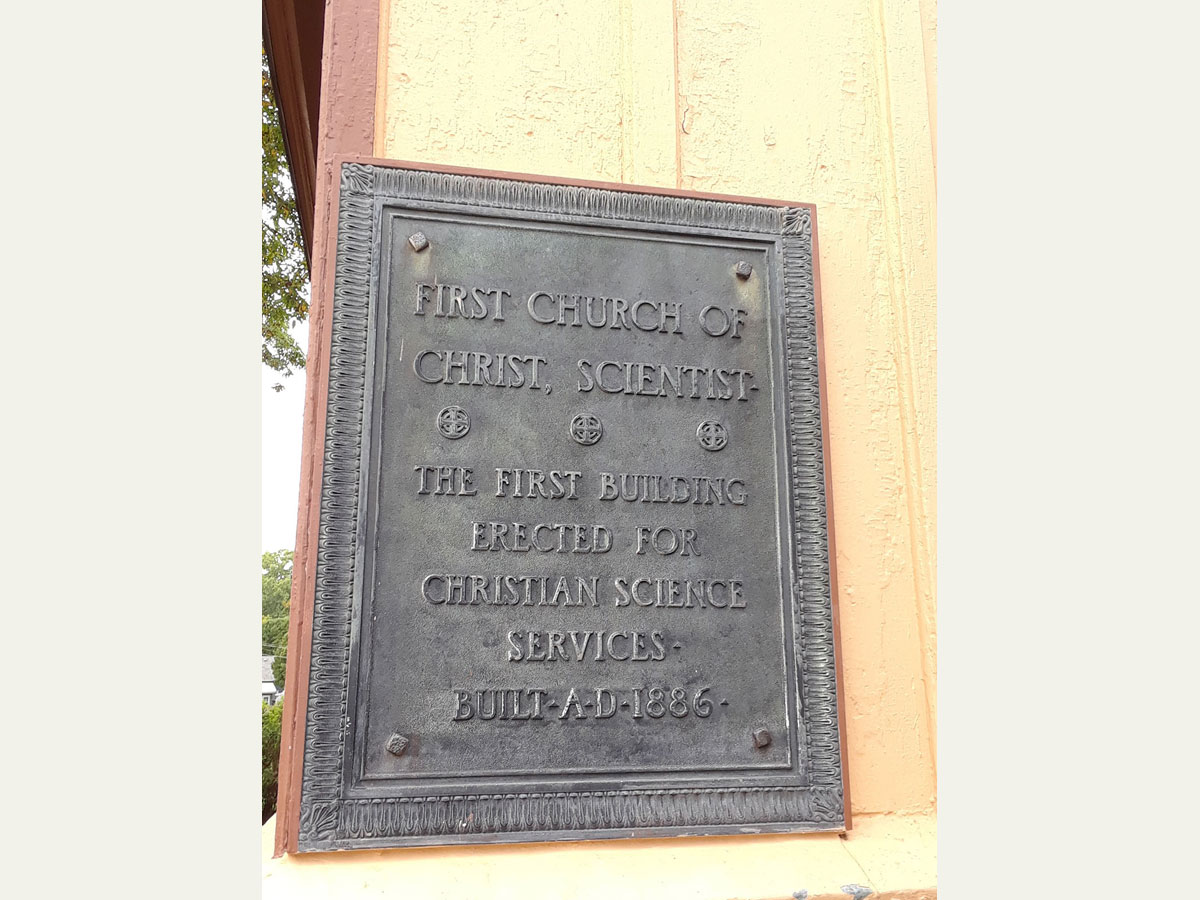 FIRST CHURCH OF
CHRIST, SCIENTIST-
THE FIRST BUILDING
ERECTED FOR
CHRISTIAN SCIENCE
SERVICES-
BUILT-A-D-1886-